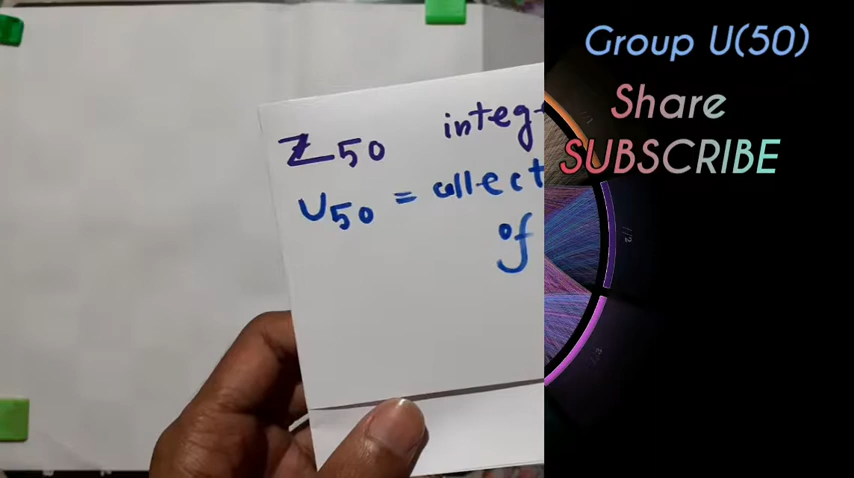 Group U(50)
Share
SUBSCRIBE
Z50
U50 =
of